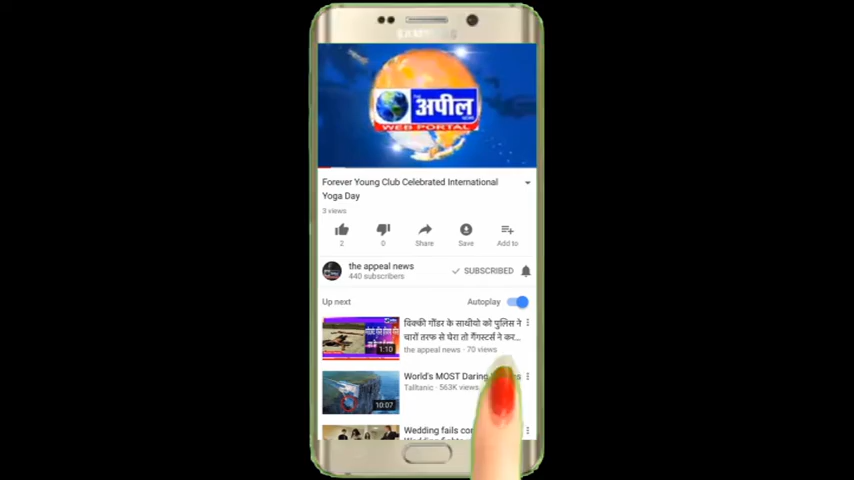 SAMSUNG
अपील
WEB PORTAL
Forever Young Club Celebrated International
Yoga Day
3 views
2
0
Share
Save
Add to
the appeal news
440 subscribers
SUBSCRIBED
Up next
Autoplay
विक्की गौंडर के साथीयो को पुलिस ने
चारों तरफ से घेरा तो गैंगस्टर्स ने कर...
the appeal news · 70 views
1:10
World's MOST Daring
Talltanic · 563K views
10:07
Wedding fails